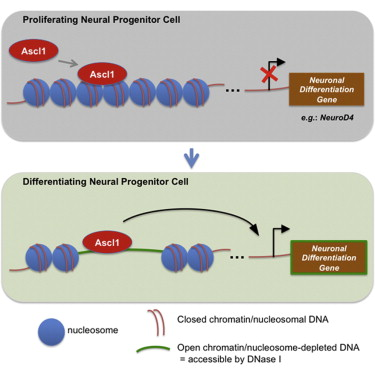 Proliferating Neural Progenitor Cell
Ascl1
Ascl1
...
Neuronal
Differentiation
Gene
e.g.: NeuroD4
Differentiating Neural Progenitor Cell
Ascl1
...
Neuronal
Differentiation
Gene
nucleosome
Closed chromatin/nucleosomal DNA
Open chromatin/nucleosome-depleted DNA
= accessible by DNase I